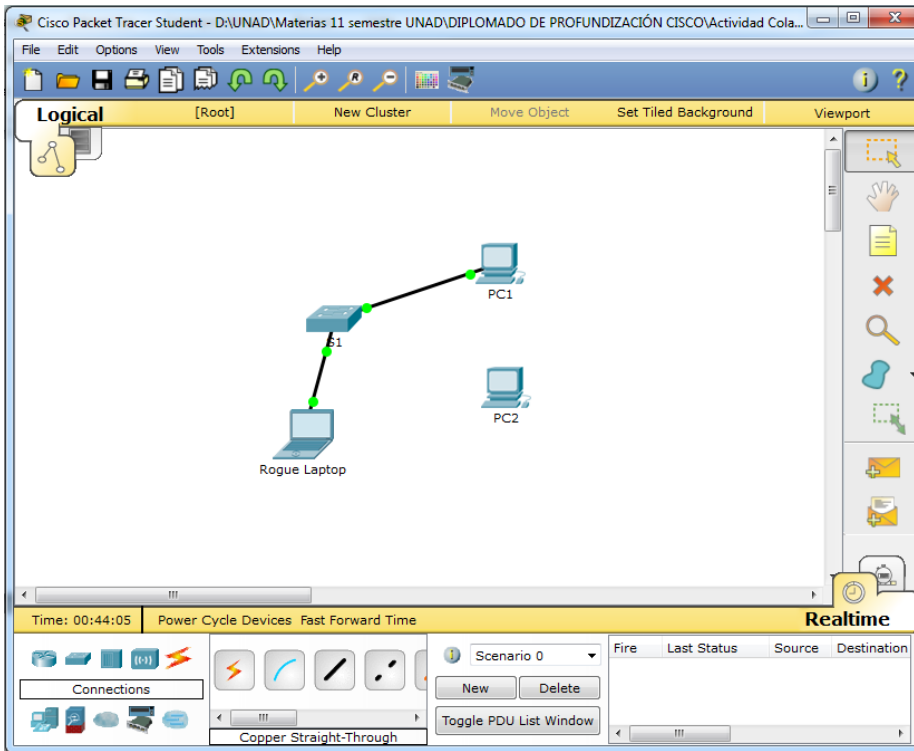 Cisco Packet Tracer Student - D:\UNAD\Materias 11 semestre UNAD\DIPLOMADO DE PROFUNDIZACIÓN CISCO\Actividad Cola...
File Edit Options View Tools Extensions Help
Logical [Root] New Cluster Move Object Set Tiled Background Viewport
PC1
S1
PC2
Rogue Laptop
Time: 00:44:05 Power Cycle Devices Fast Forward Time Realtime
Scenario 0
Fire Last Status Source Destination
Connections
New Delete
Toggle PDU List Window
Copper Straight-Through